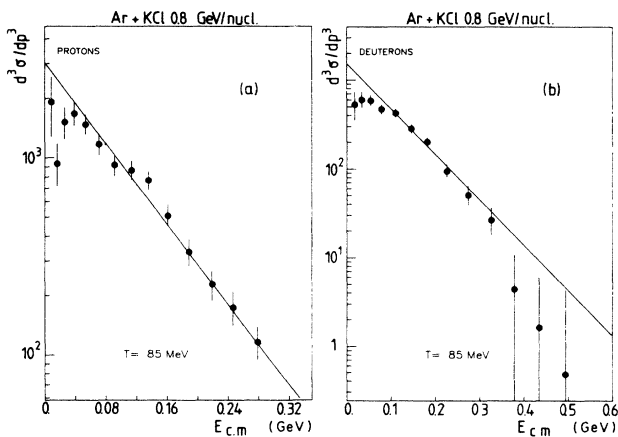 Ar + KCl 0.8 GeV/nucl.
PROTONS
(a)
d³σ/dp³
10³
10²
T= 85 MeV
0.
0.08
0.16
0.24
0.32
E c.m (GeV)
Ar + KCl 0.8 GeV/nucl.
DEUTERONS
(b)
d³σ/dp³
10³
10²
10¹
1
T= 85 MeV
0.
0.1
0.2
0.3
0.4
0.5
0.6
E c.m (GeV)